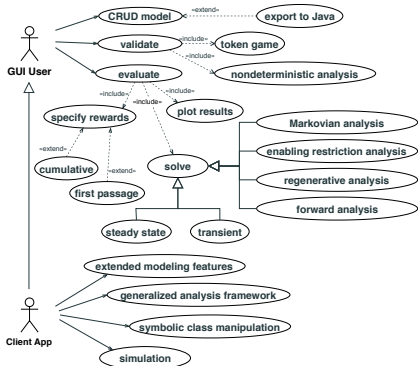 CRUD model
«extend»
export to Java
GUI User
validate
«include»
token game
«include»
nondeterministic analysis
evaluate
«include»
«include»
«include»
plot results
specify rewards
«extend»
cumulative
«extend»
first passage
solve
Markovian analysis
enabling restriction analysis
regenerative analysis
forward analysis
steady state
transient
extended modeling features
generalized analysis framework
Client App
symbolic class manipulation
simulation